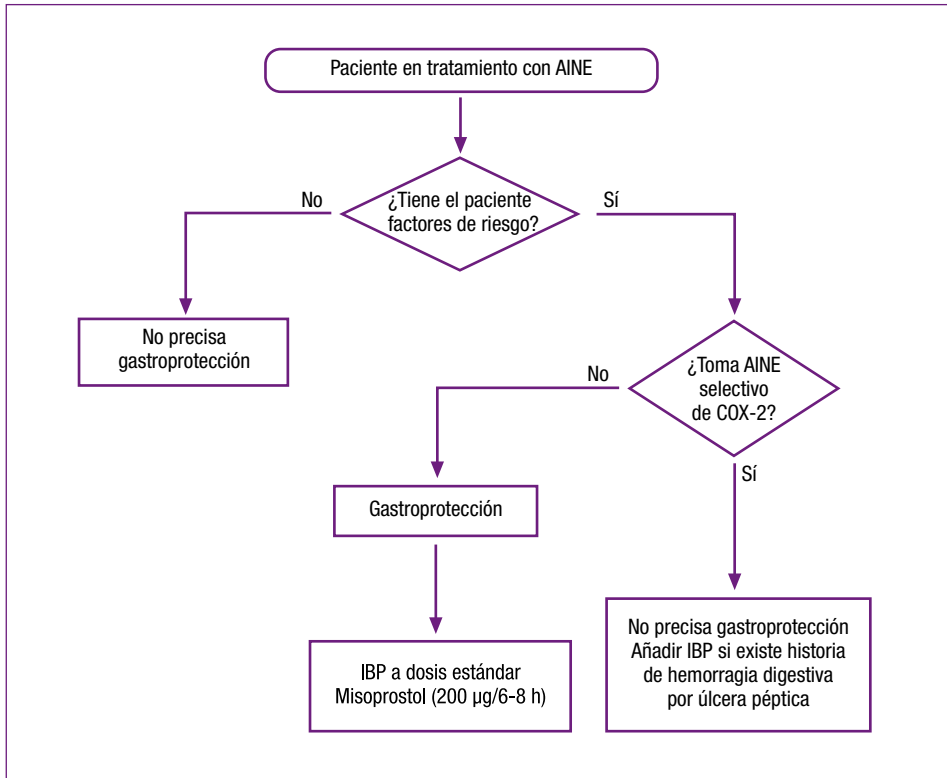 Paciente en tratamiento con AINE
¿Tiene el paciente
factores de riesgo?
No
Sí
No precisa
gastroprotección
¿Toma AINE
selectivo
de COX-2?
No
Sí
Gastroprotección
IBP a dosis estándar
Misoprostol (200 µg/6-8 h)
No precisa gastroprotección
Añadir IBP si existe historia
de hemorragia digestiva
por úlcera péptica